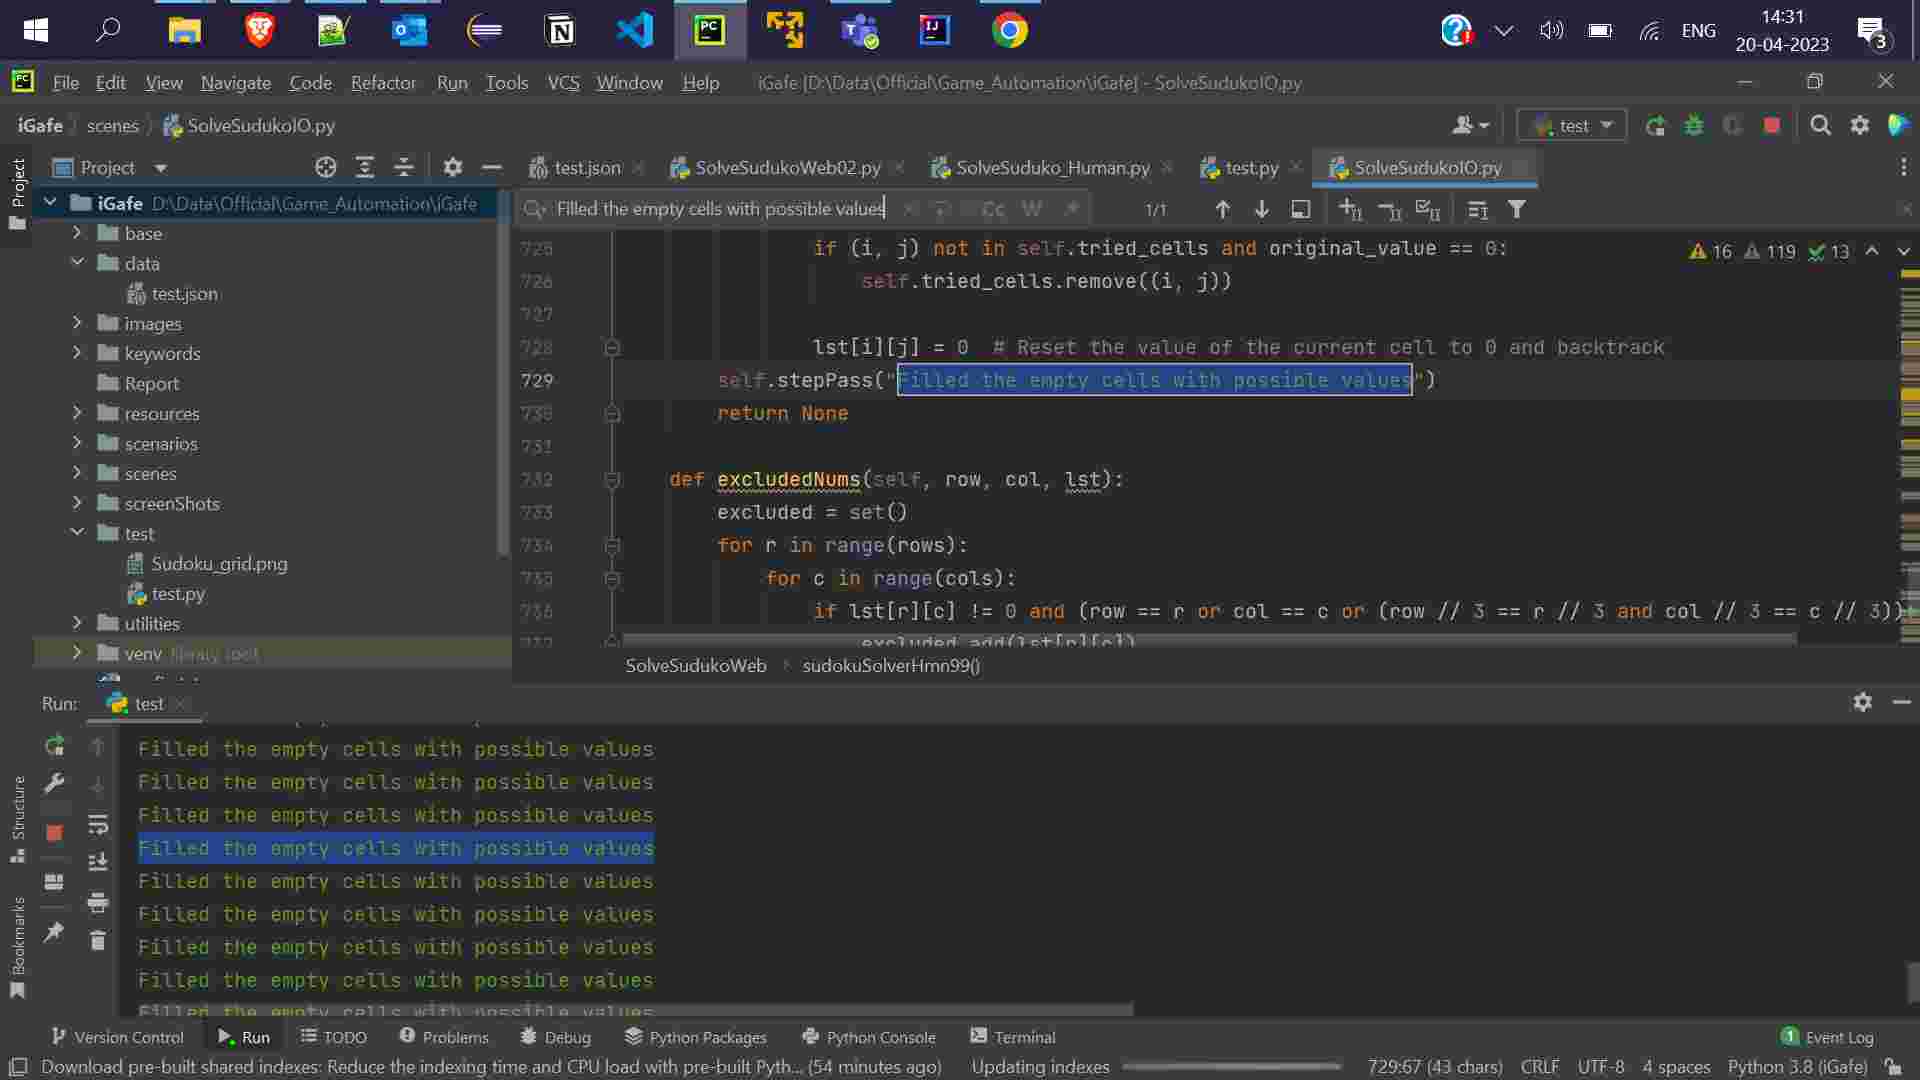 PC
IJ
ENG
14:31
20-04-2023
3
PC
File Edit View Navigate Code Refactor Run Tools VCS Window Help iGafe [D:\Data\Official\Game_Automation\iGafe] - SolveSudukoIO.py
iGafe scenes SolveSudukoIO.py test
Project
Project
test.json SolveSudukoWeb02.py SolveSuduko_Human.py test.py SolveSudukoIO.py
iGafe D:\Data\Official\Game_Automation\iGafe
base
data
test.json
images
keywords
Report
resources
scenarios
scenes
screenShots
test
Sudoku_grid.png
test.py
utilities
venv library root
Filled the empty cells with possible values Cc W 1/1
16 119 13
725 if (i, j) not in self.tried_cells and original_value == 0:
726 self.tried_cells.remove((i, j))
727
728 lst[i][j] = 0 # Reset the value of the current cell to 0 and backtrack
729 self.stepPass("Filled the empty cells with possible values")
730 return None
731
732 def excludedNums(self, row, col, lst):
733 excluded = set()
734 for r in range(rows):
735 for c in range(cols):
736 if lst[r][c] != 0 and (row == r or col == c or (row // 3 == r // 3 and col // 3 == c // 3)):
737 excluded.add(lst[r][c])
SolveSudukoWeb sudokuSolverHmn99()
Run: test
Filled the empty cells with possible values
Filled the empty cells with possible values
Filled the empty cells with possible values
Filled the empty cells with possible values
Filled the empty cells with possible values
Filled the empty cells with possible values
Filled the empty cells with possible values
Filled the empty cells with possible values
Filled the empty cells with possible values
Structure
Bookmarks
Version Control Run TODO Problems Debug Python Packages Python Console Terminal 1 Event Log
Download pre-built shared indexes: Reduce the indexing time and CPU load with pre-built Pyth... (54 minutes ago) Updating indexes 729:67 (43 chars) CRLF UTF-8 4 spaces Python 3.8 (iGafe)